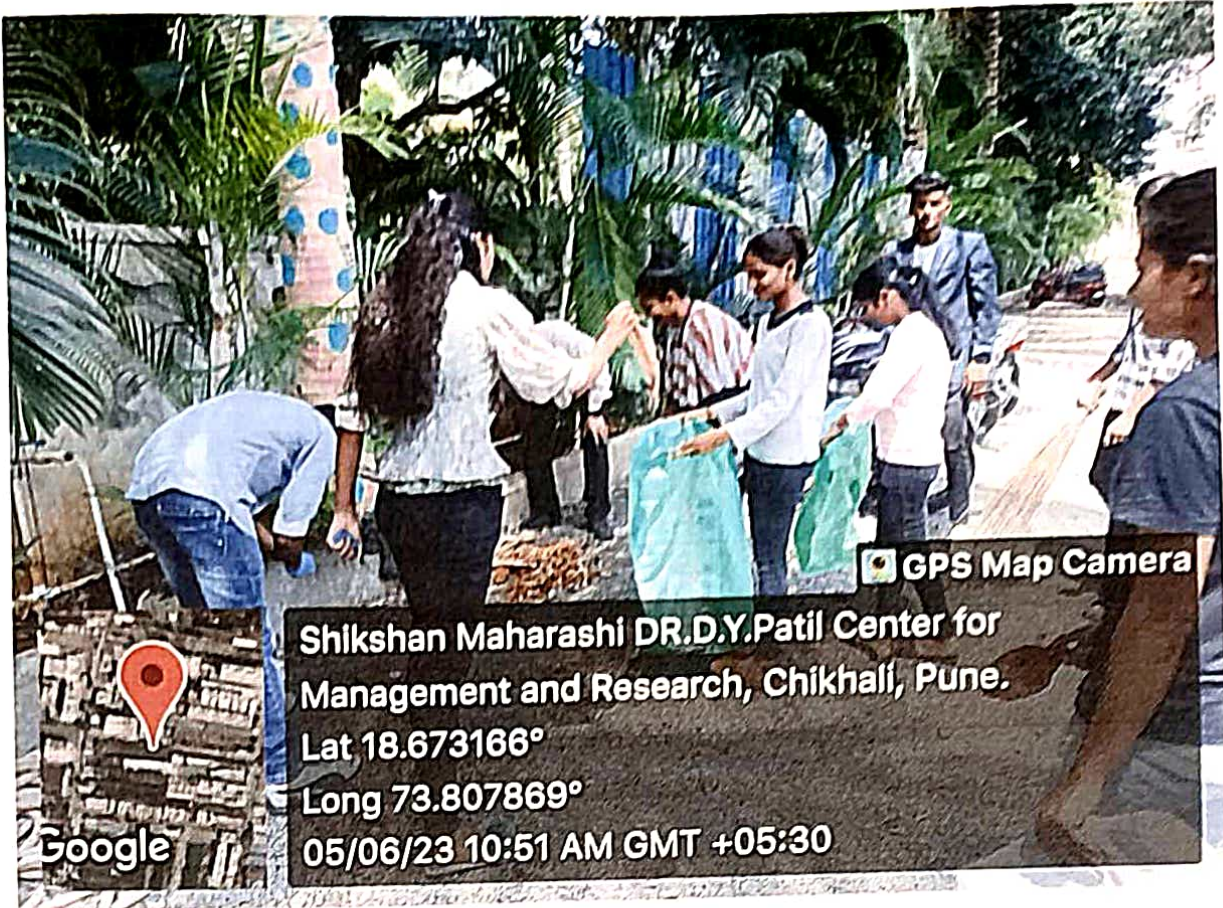 GPS Map Camera
Shikshan Maharashi DR.D.Y.Patil Center for
Management and Research, Chikhali, Pune.
Lat 18.673166°
Long 73.807869°
05/06/23 10:51 AM GMT +05:30
Google